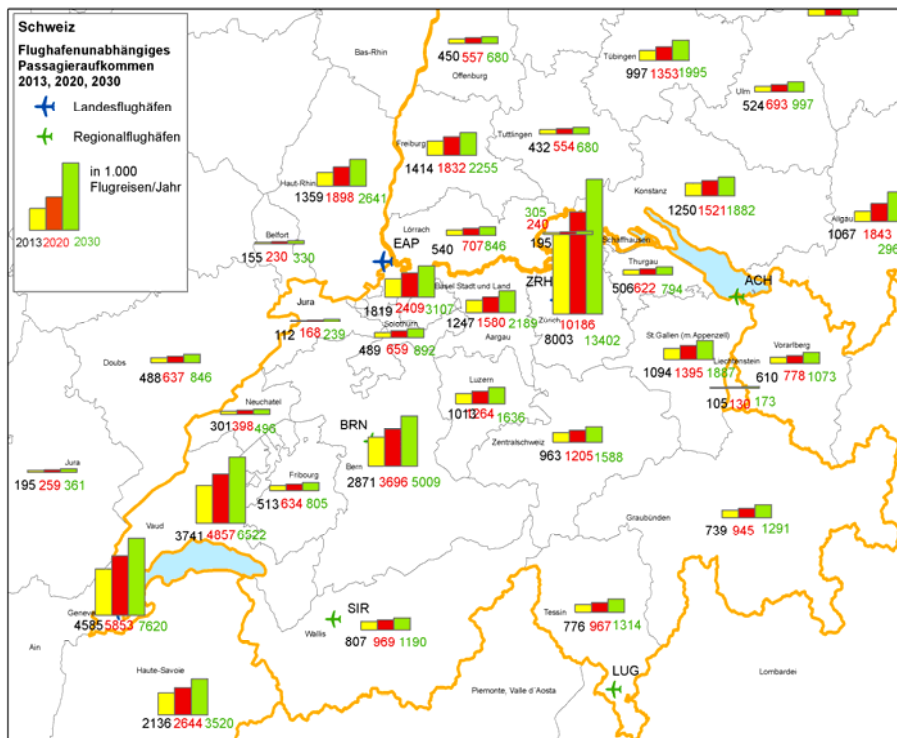 Schweiz
Flughafenunabhängiges
Passagieraufkommen
2013, 2020, 2030
Landesflughäfen
Regionalflughäfen
in 1.000
Flugreisen/Jahr
2013 2020 2030
Bas-Rhin
450 557 680
Offenburg
Tübingen
997 1353 1995
Ulm
524 693 997
Freiburg
1414 1832 2255
Tuttlingen
432 554 680
Haut-Rhin
1359 1898 2641
Konstanz
1250 1521 1882
Allgau
1067 1843
296
Belfort
155 230 330
Lörrach
540 707 846
EAP
305
240
195
Schaffhausen
Thurgau
506 622 794
ACH
ZRH
Zürich
8003 10186 13402
Basel Stadt und Land
1819 2409 3107
1247 1580 2189
Aargau
Jura
112 168 239
Solothurn
489 659 892
St.Gallen (m.Appenzell)
1094 1395 1887
Liechtenstein
105 130 173
Vorarlberg
610 778 1073
Doubs
488 637 846
Luzern
1013 1264 1636
Neuchatel
301 398 496
BRN
Bern
2871 3696 5009
Zentralschweiz
963 1205 1588
Jura
195 259 361
Fribourg
513 634 805
Vaud
3741 4857 6522
Graubünden
739 945 1291
Geneve
4585 5853 7620
Ain
SIR
Wallis
807 969 1190
Tessin
776 967 1314
LUG
Lombardei
Haute-Savoie
2136 2644 3520
Piemonte, Valle d´Aosta